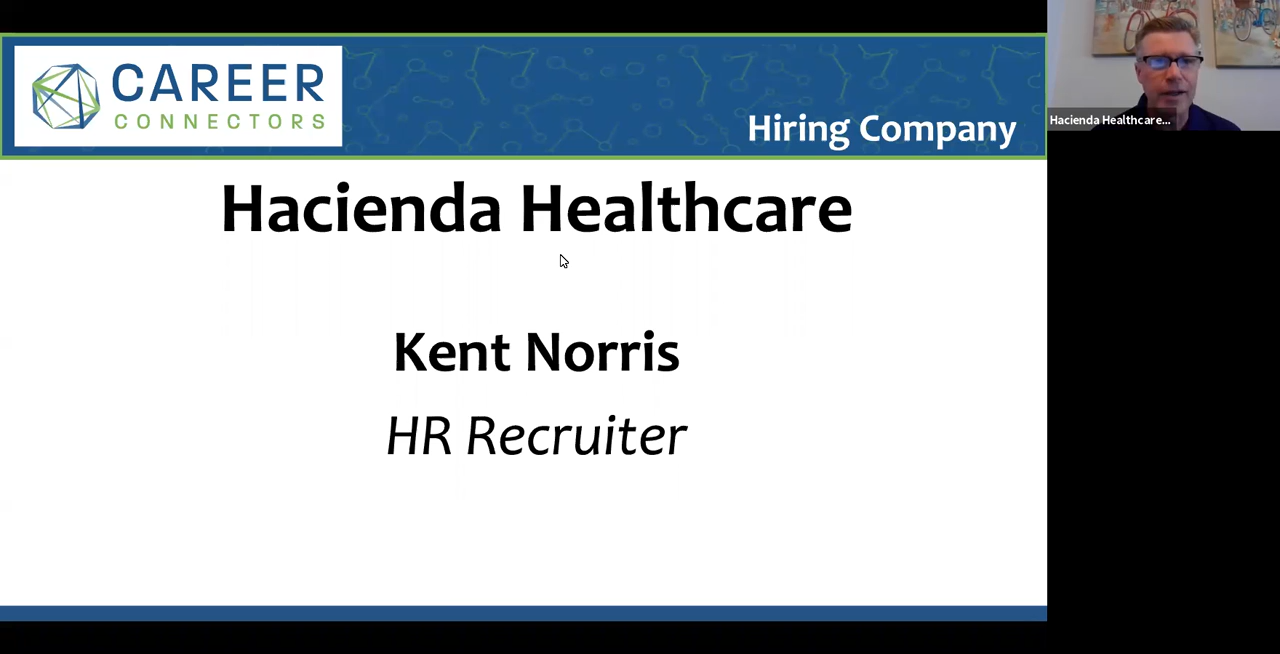 CAREER
CONNECTORS
Hiring Company
Hacienda Healthcare...
Hacienda Healthcare
Kent Norris
HR Recruiter